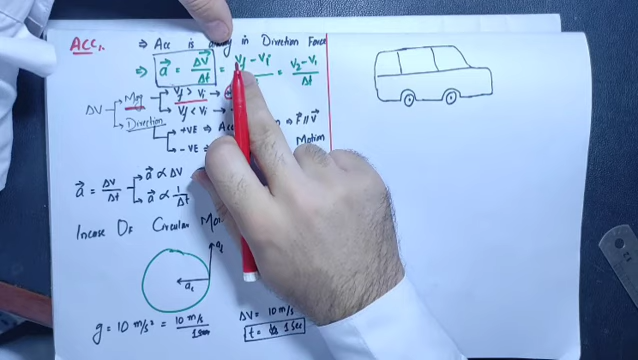 Acc. ⇒ Acc is always in Direction Force
⇒ a⃗ = ΔV⃗/Δt = Vf - Vi = V₂ - V₁/Δt
ΔV Mag Vf > Vi →
Vf < Vi →
Direction +VE ⇒ Acc ⇒ F⃗ // V⃗
-VE ⇒ Motion
a⃗ = ΔV/Δt a⃗ ∝ ΔV
a⃗ ∝ 1/Δt
Incase Of Circular
at
ac
g = 10 m/s² = 10 m/s / 1 sec ΔV = 10 m/s
t = 1 Sec